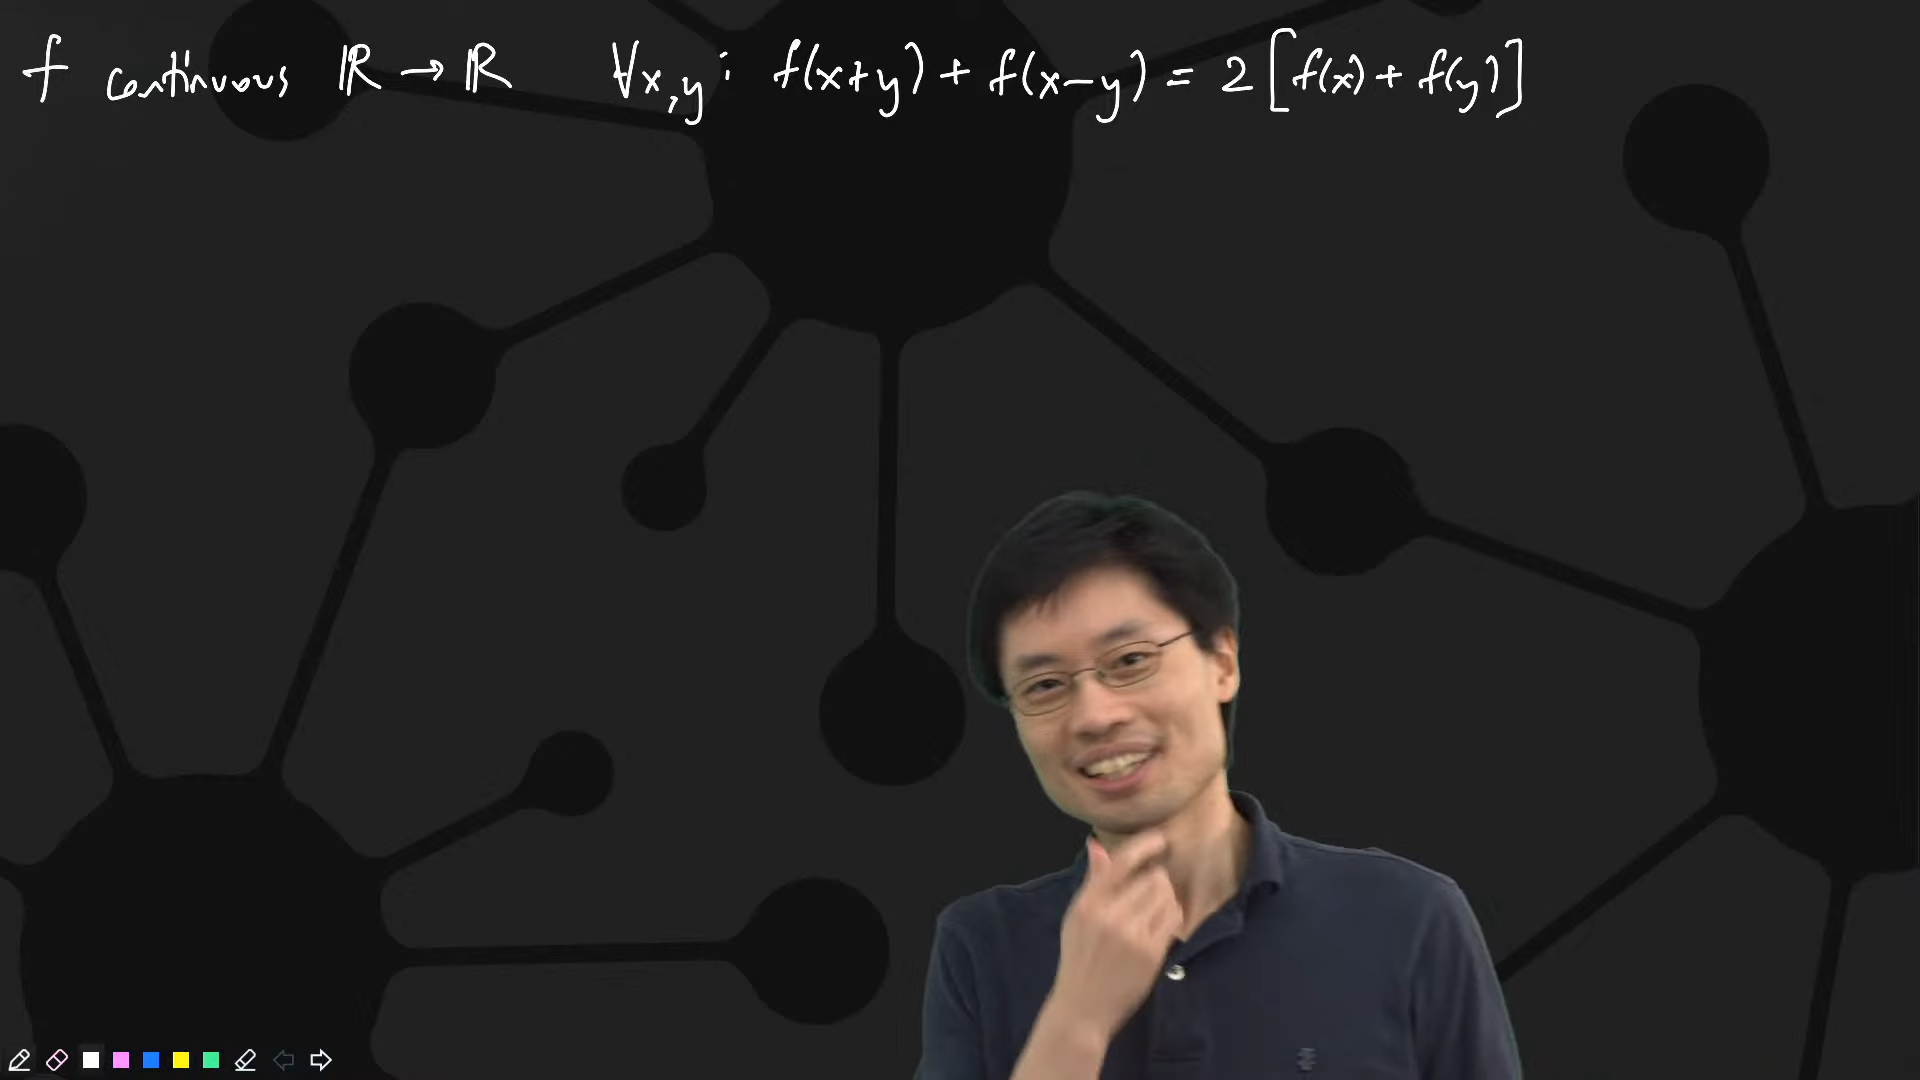 f continuous ℝ → ℝ ∀x,y: f(x+y) + f(x−y) = 2[f(x) + f(y)]